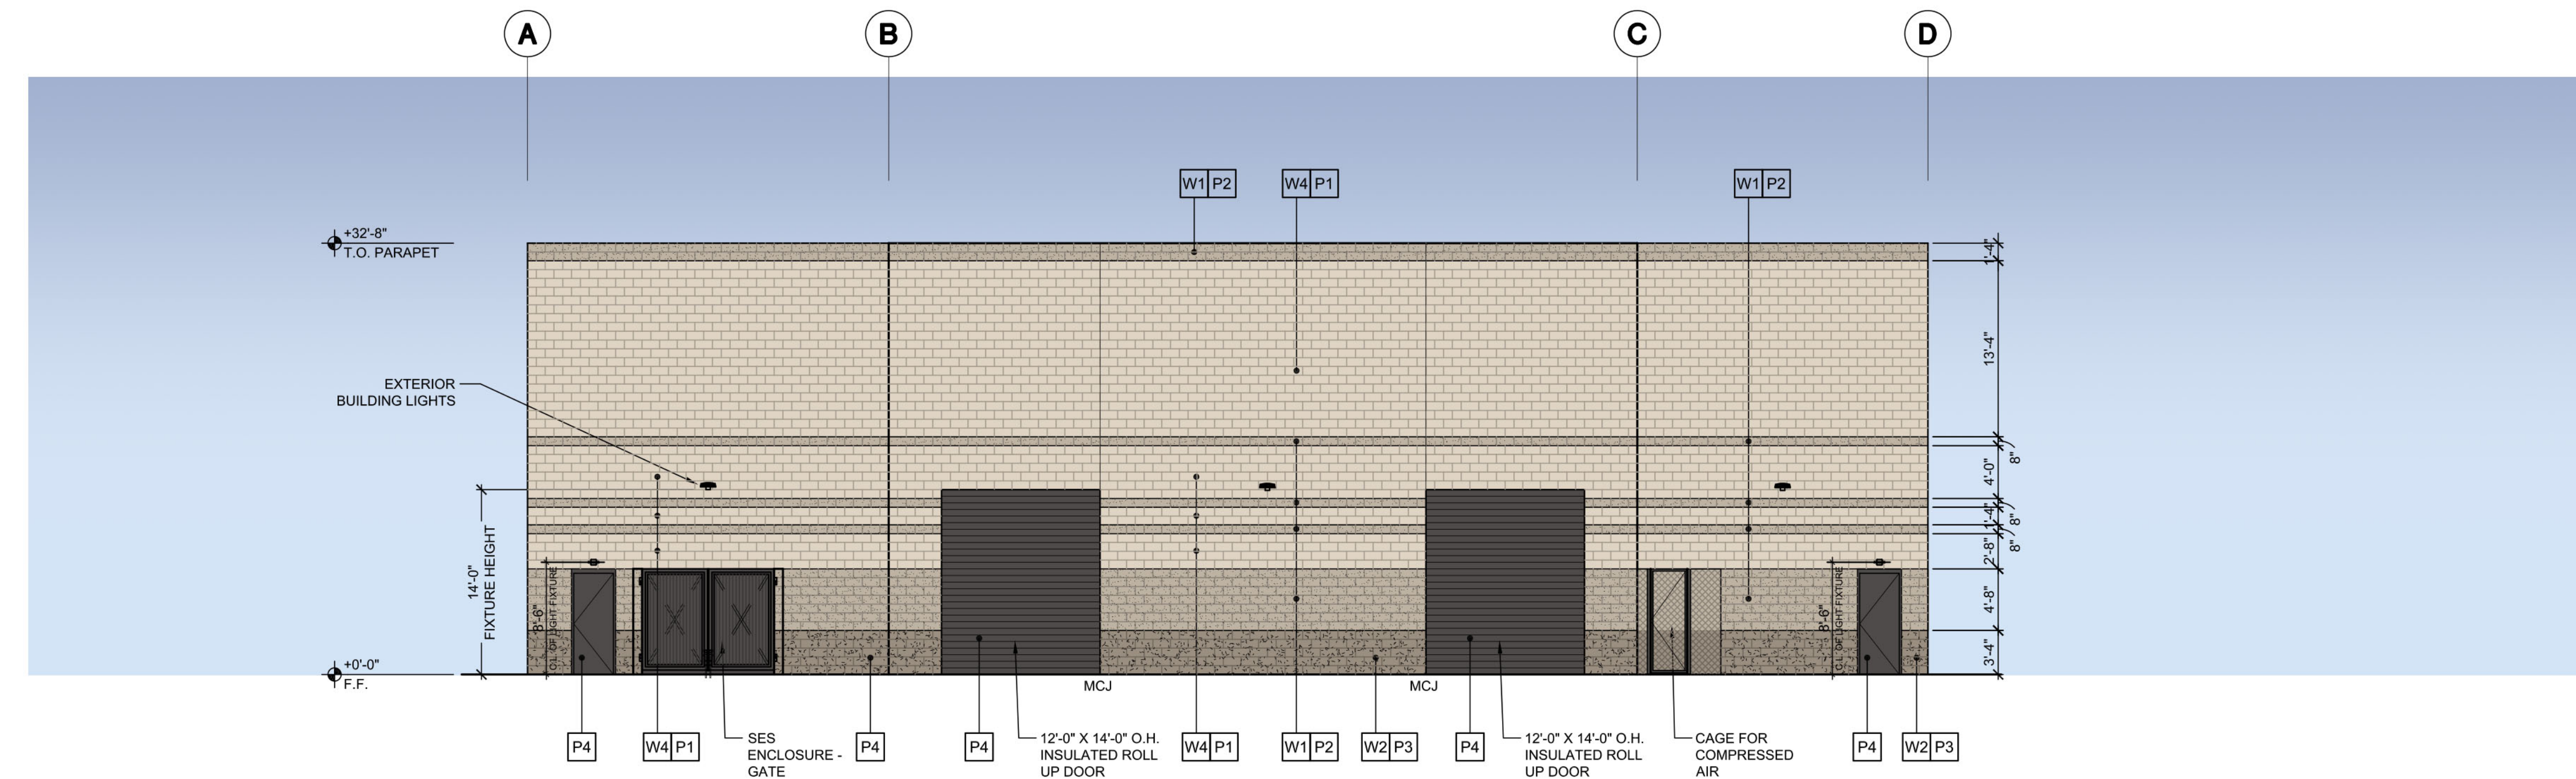 A
B
C
D
W1 P2
W4 P1
W1 P2
+32'-8"
T.O. PARAPET
1'-4"
13'-4"
8"
4'-0"
8"
1'-4"
8"
2'-8"
4'-8"
3'-4"
EXTERIOR
BUILDING LIGHTS
14'-0"
FIXTURE HEIGHT
8'-6"
C.L. OF LIGHT FIXTURE
8'-6"
C.L. OF LIGHT FIXTURE
+0'-0"
F.F.
MCJ
MCJ
P4
W4 P1
SES
ENCLOSURE -
GATE
P4
P4
12'-0" X 14'-0" O.H.
INSULATED ROLL
UP DOOR
W4 P1
W1 P2
W2 P3
P4
12'-0" X 14'-0" O.H.
INSULATED ROLL
UP DOOR
CAGE FOR
COMPRESSED
AIR
P4
W2 P3